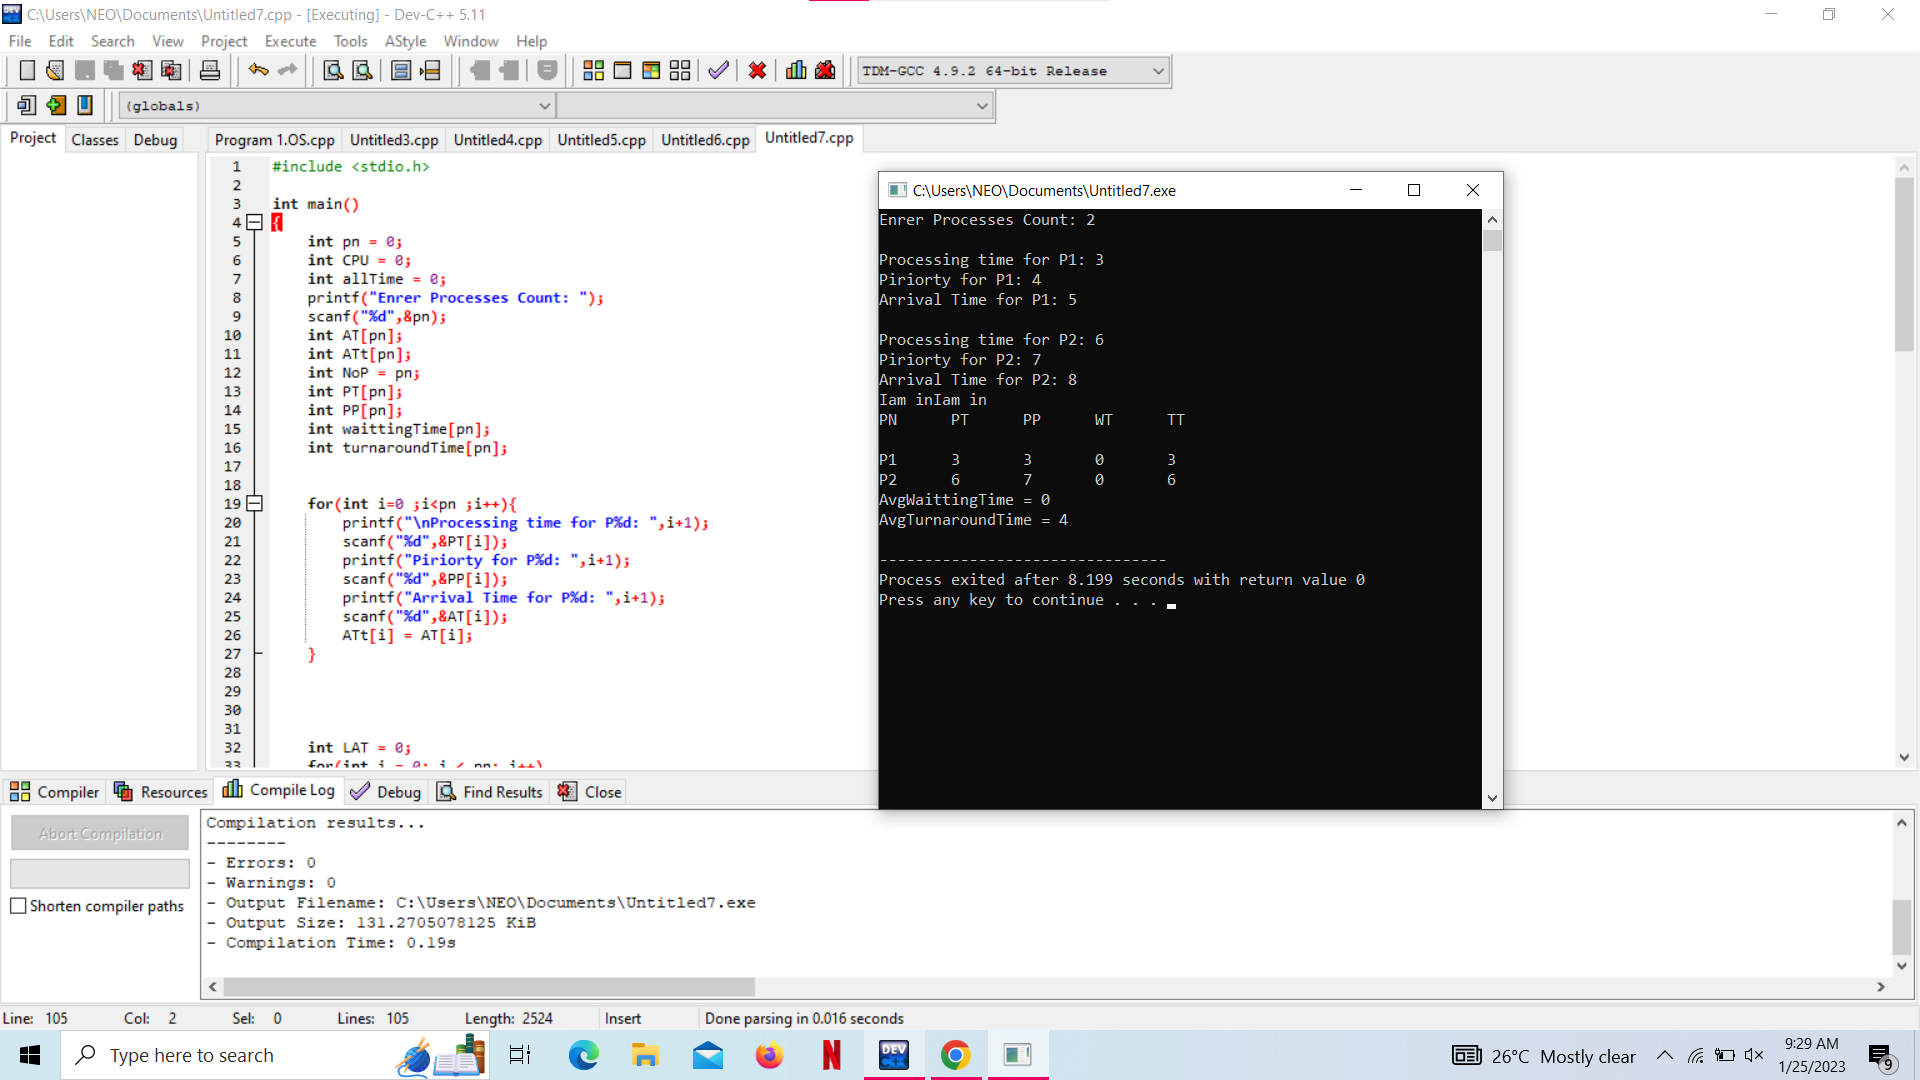 C:\Users\NEO\Documents\Untitled7.cpp - [Executing] - Dev-C++ 5.11
File Edit Search View Project Execute Tools AStyle Window Help
TDM-GCC 4.9.2 64-bit Release
(globals)
Project Classes Debug
Program 1.OS.cpp Untitled3.cpp Untitled4.cpp Untitled5.cpp Untitled6.cpp Untitled7.cpp
1 #include <stdio.h>
2
3 int main()
4 {
5 int pn = 0;
6 int CPU = 0;
7 int allTime = 0;
8 printf("Enrer Processes Count: ");
9 scanf("%d",&pn);
10 int AT[pn];
11 int ATt[pn];
12 int NoP = pn;
13 int PT[pn];
14 int PP[pn];
15 int waittingTime[pn];
16 int turnaroundTime[pn];
17
18
19 for(int i=0 ;i<pn ;i++){
20 printf("\nProcessing time for P%d: ",i+1);
21 scanf("%d",&PT[i]);
22 printf("Piriorty for P%d: ",i+1);
23 scanf("%d",&PP[i]);
24 printf("Arrival Time for P%d: ",i+1);
25 scanf("%d",&AT[i]);
26 ATt[i] = AT[i];
27 }
28
29
30
31
32 int LAT = 0;
33 for(int i = 0; i < pn; i++)
C:\Users\NEO\Documents\Untitled7.exe
Enrer Processes Count: 2
Processing time for P1: 3
Piriorty for P1: 4
Arrival Time for P1: 5
Processing time for P2: 6
Piriorty for P2: 7
Arrival Time for P2: 8
Iam inIam in
PN PT PP WT TT
P1 3 3 0 3
P2 6 7 0 6
AvgWaittingTime = 0
AvgTurnaroundTime = 4
--------------------------------
Process exited after 8.199 seconds with return value 0
Press any key to continue . . .
Compiler Resources Compile Log Debug Find Results Close
Abort Compilation
Shorten compiler paths
Compilation results...
--------
- Errors: 0
- Warnings: 0
- Output Filename: C:\Users\NEO\Documents\Untitled7.exe
- Output Size: 131.2705078125 KiB
- Compilation Time: 0.19s
Line: 105 Col: 2 Sel: 0 Lines: 105 Length: 2524 Insert Done parsing in 0.016 seconds
Type here to search
DEV C++
26°C Mostly clear
9:29 AM
1/25/2023
9